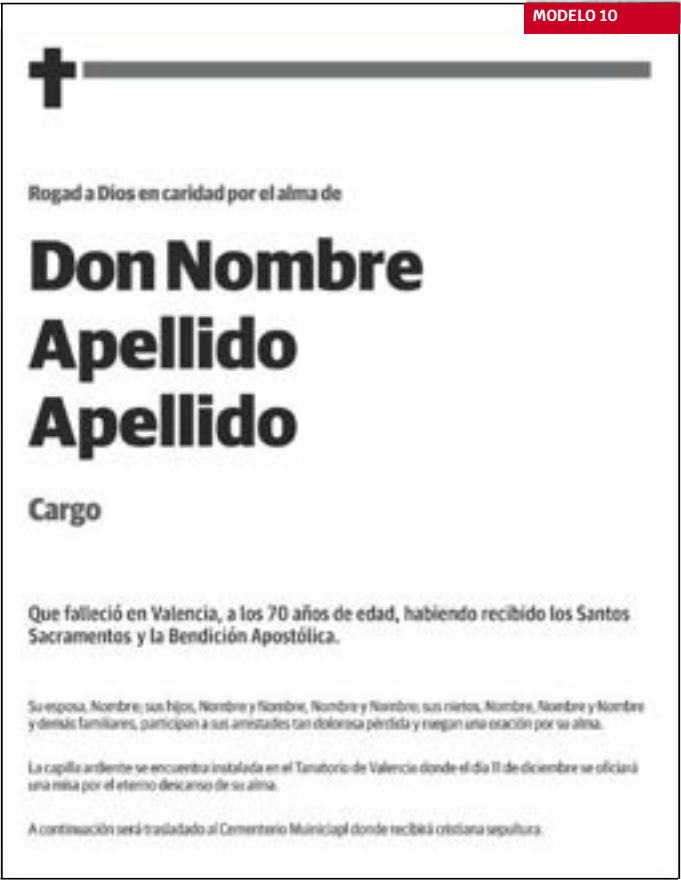 MODELO 10
Rogad a Dios en caridad por el alma de
Don Nombre
Apellido
Apellido
Cargo
Que falleció en Valencia, a los 70 años de edad, habiendo recibido los Santos
Sacramentos y la Bendición Apostólica.
Su esposa, Nombre; sus hijos, Nombre y Nombre, Nombre y Nombre; sus nietos, Nombre, Nombre y Nombre
y demás familiares, participan a sus amistades tan dolorosa pérdida y ruegan una oración por su alma.
La capilla ardiente se encuentra instalada en el Tanatorio de Valencia donde el día 11 de diciembre se oficiará
una misa por el eterno descanso de su alma.
A continuación será trasladado al Cementerio Muiniciapl donde recibirá cristiana sepultura.